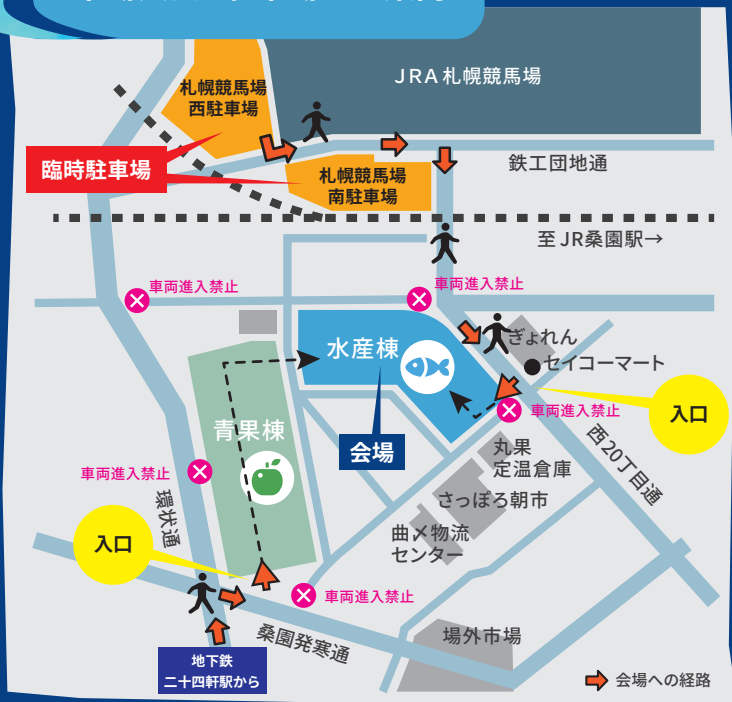 JRA札幌競馬場
札幌競馬場
西駐車場
臨時駐車場
札幌競馬場
南駐車場
鉄工団地通
至JR桑園駅→
車両進入禁止
車両進入禁止
ぎょれん
水産棟
セイコーマート
入口
車両進入禁止
青果棟
会場
丸果
定温倉庫
西20丁目通
車両進入禁止
環状通
さっぽろ朝市
曲〆物流
センター
入口
車両進入禁止
桑園発寒通
場外市場
地下鉄
二十四軒駅から
会場への経路